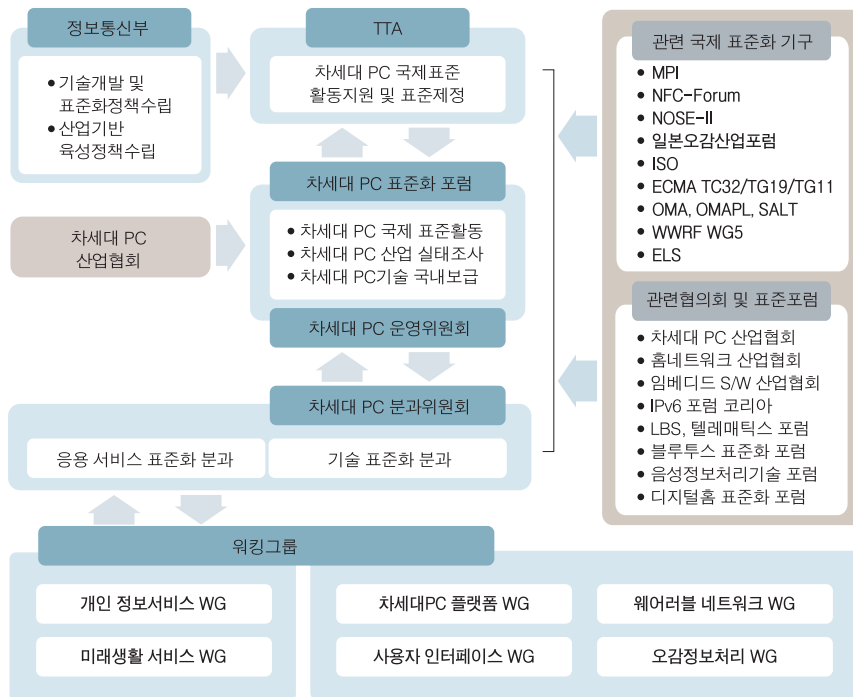 정보통신부
• 기술개발 및
표준화정책수립
• 산업기반
육성정책수립
TTA
차세대 PC 국제표준
활동지원 및 표준제정
차세대 PC 표준화 포럼
• 차세대 PC 국제 표준활동
• 차세대 PC 산업 실태조사
• 차세대 PC기술 국내보급
차세대 PC 운영위원회
차세대 PC
산업협회
차세대 PC 분과위원회
응용 서비스 표준화 분과
기술 표준화 분과
워킹그룹
개인 정보서비스 WG
미래생활 서비스 WG
차세대PC 플랫폼 WG
웨어러블 네트워크 WG
사용자 인터페이스 WG
오감정보처리 WG
관련 국제 표준화 기구
• MPI
• NFC-Forum
• NOSE-II
• 일본오감산업포럼
• ISO
• ECMA TC32/TG19/TG11
• OMA, OMAPL, SALT
• WWRF WG5
• ELS
관련협의회 및 표준포럼
• 차세대 PC 산업협회
• 홈네트워크 산업협회
• 임베디드 S/W 산업협회
• IPv6 포럼 코리아
• LBS, 텔레매틱스 포럼
• 블루투스 표준화 포럼
• 음성정보처리기술 포럼
• 디지털홈 표준화 포럼